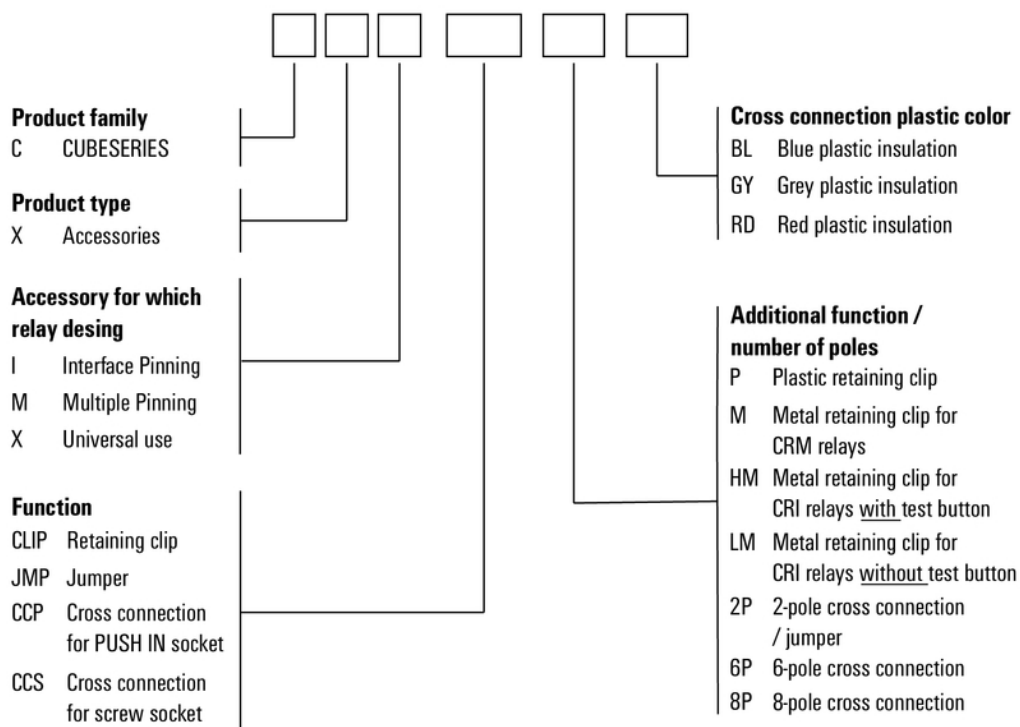 Product family
C CUBESERIES
Product type
X Accessories
Accessory for which
relay desing
I Interface Pinning
M Multiple Pinning
X Universal use
Function
CLIP Retaining clip
JMP Jumper
CCP Cross connection
for PUSH IN socket
CCS Cross connection
for screw socket
Cross connection plastic color
BL Blue plastic insulation
GY Grey plastic insulation
RD Red plastic insulation
Additional function /
number of poles
P Plastic retaining clip
M Metal retaining clip for
CRM relays
HM Metal retaining clip for
CRI relays with test button
LM Metal retaining clip for
CRI relays without test button
2P 2-pole cross connection
/ jumper
6P 6-pole cross connection
8P 8-pole cross connection